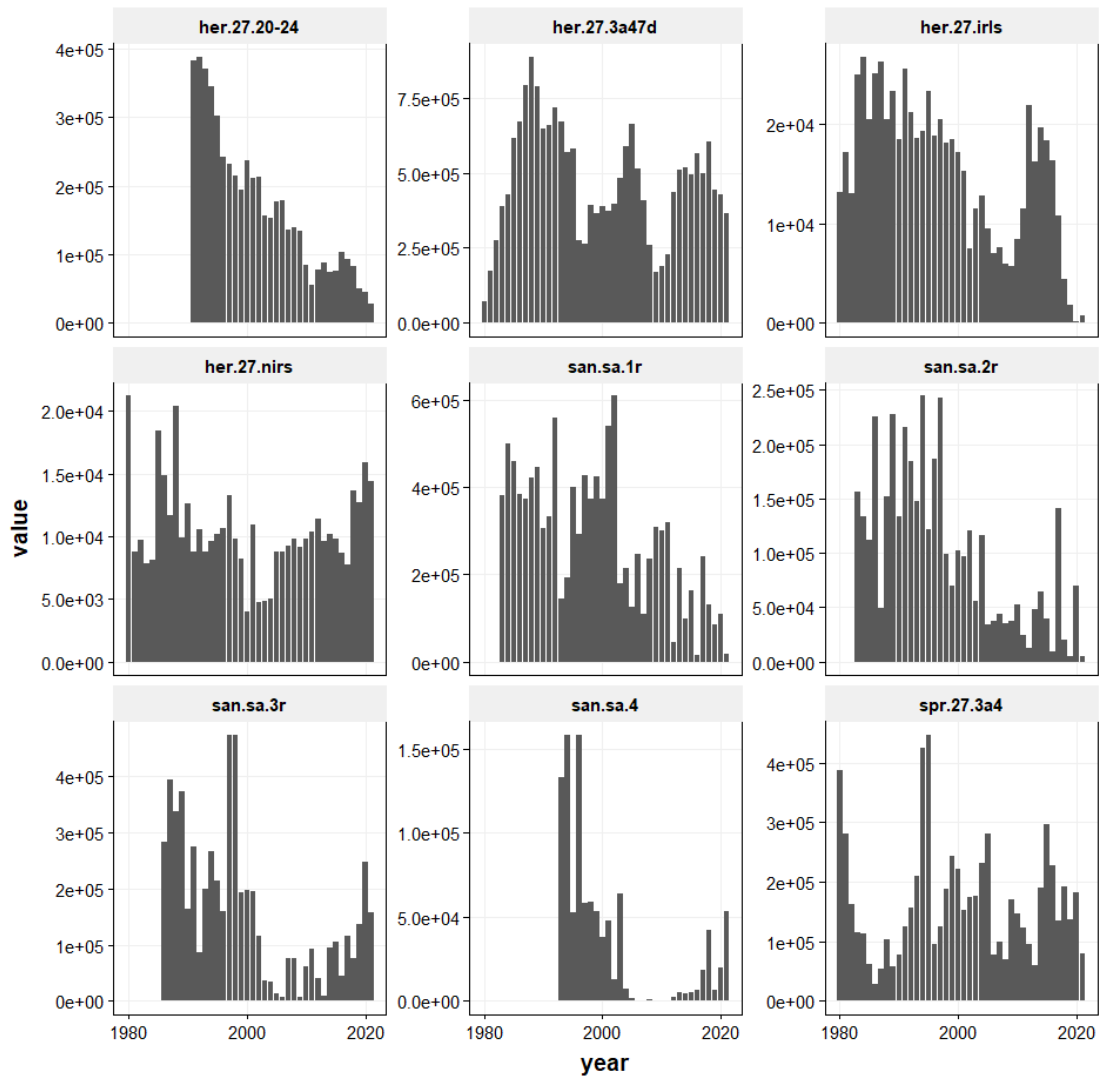 her.27.20-24
her.27.3a47d
her.27.irls
4e+05
3e+05
2e+05
1e+05
0e+00
7.5e+05
5.0e+05
2.5e+05
0.0e+00
2e+04
1e+04
0e+00
her.27.nirs
san.sa.1r
san.sa.2r
2.0e+04
1.5e+04
1.0e+04
5.0e+03
0.0e+00
6e+05
4e+05
2e+05
0e+00
2.5e+05
2.0e+05
1.5e+05
1.0e+05
5.0e+04
0.0e+00
value
san.sa.3r
san.sa.4
spr.27.3a4
4e+05
3e+05
2e+05
1e+05
0e+00
1.5e+05
1.0e+05
5.0e+04
0.0e+00
4e+05
3e+05
2e+05
1e+05
0e+00
1980 2000 2020
1980 2000 2020
1980 2000 2020
year